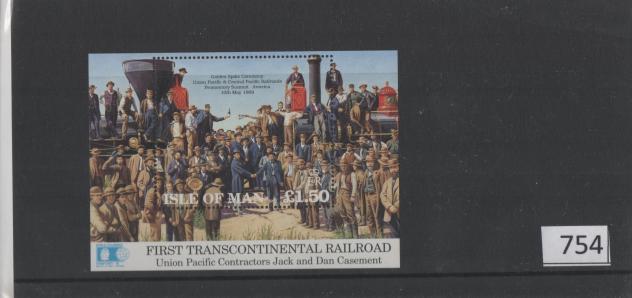 Golden Spike Ceremony
Union Pacific & Central Pacific Railroads
Promontory Summit America
10th May 1869
ISLE OF MAN
£1.50
FIRST TRANSCONTINENTAL RAILROAD
Union Pacific Contractors Jack and Dan Casement
754